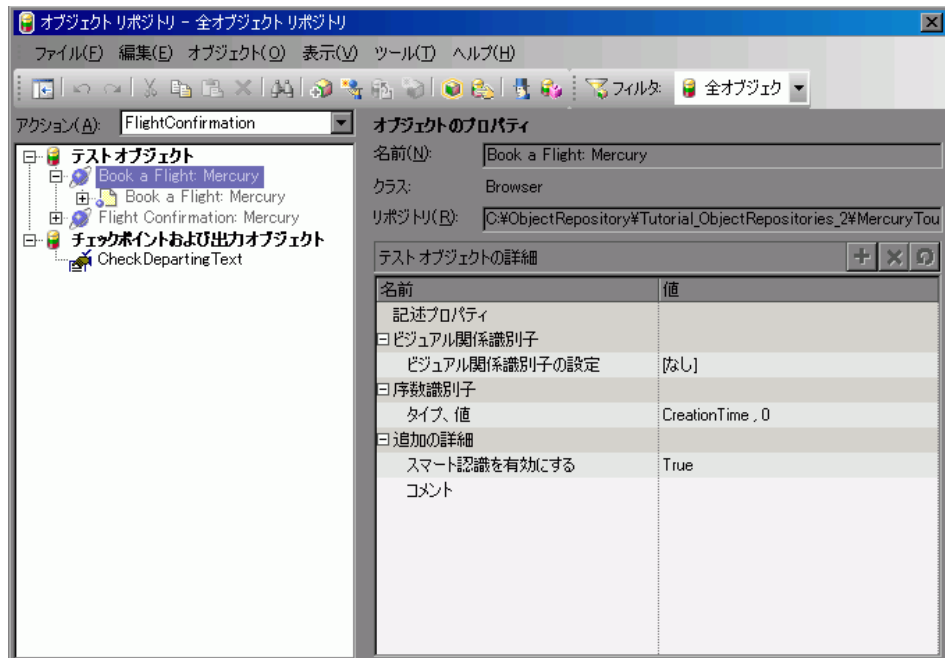 オブジェクト リポジトリ - 全オブジェクト リポジトリ
ファイル(F) 編集(E) オブジェクト(O) 表示(V) ツール(T) ヘルプ(H)
フィルタ: 全オブジェク
アクション(A): FlightConfirmation
テスト オブジェクト
Book a Flight: Mercury
Book a Flight: Mercury
Flight Confirmation: Mercury
チェックポイントおよび出力オブジェクト
CheckDepartingText
オブジェクトのプロパティ
名前(N): Book a Flight: Mercury
クラス: Browser
リポジトリ(R): C:¥ObjectRepository¥Tutorial_ObjectRepositories_2¥MercuryTou
テスト オブジェクトの詳細
名前 値
記述プロパティ
ビジュアル関係識別子
ビジュアル関係識別子の設定 [なし]
序数識別子
タイプ、値 CreationTime , 0
追加の詳細
スマート認識を有効にする True
コメント